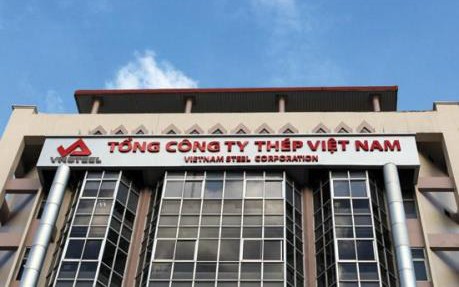 VNSTEEL
TỔNG CÔNG TY THÉP VIỆT NAM
VIETNAM STEEL CORPORATION